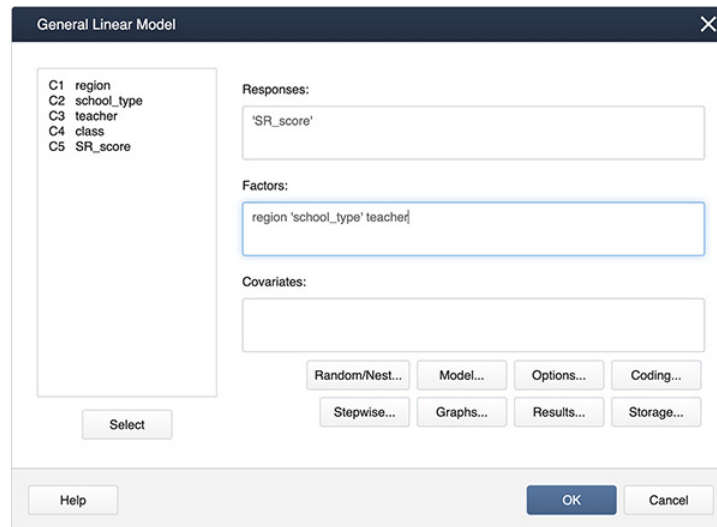 General Linear Model
C1 region
C2 school_type
C3 teacher
C4 class
C5 SR_score
Responses:
'SR_score'
Factors:
region 'school_type' teacher
Covariates:
Random/Nest... Model... Options... Coding...
Stepwise... Graphs... Results... Storage...
Select
Help OK Cancel